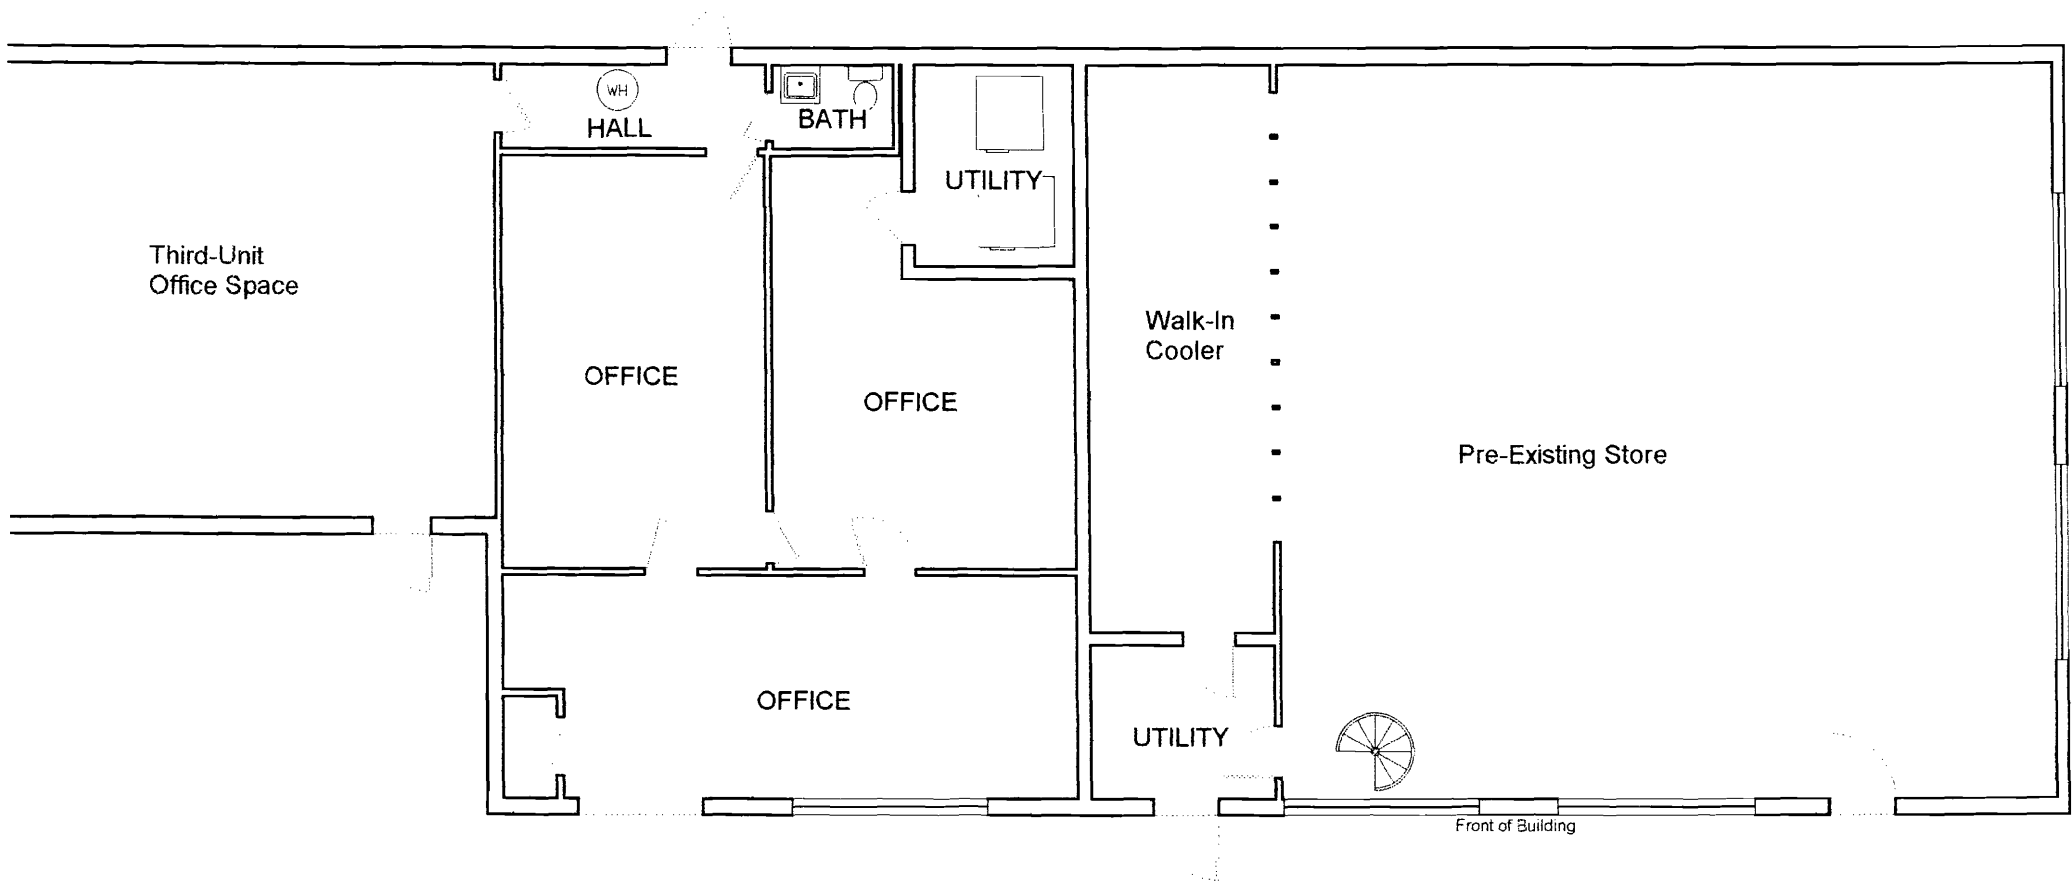 WH
HALL
BATH
UTILITY
Third-Unit
Office Space
Walk-In
Cooler
OFFICE
OFFICE
Pre-Existing Store
OFFICE
UTILITY
Front of Building